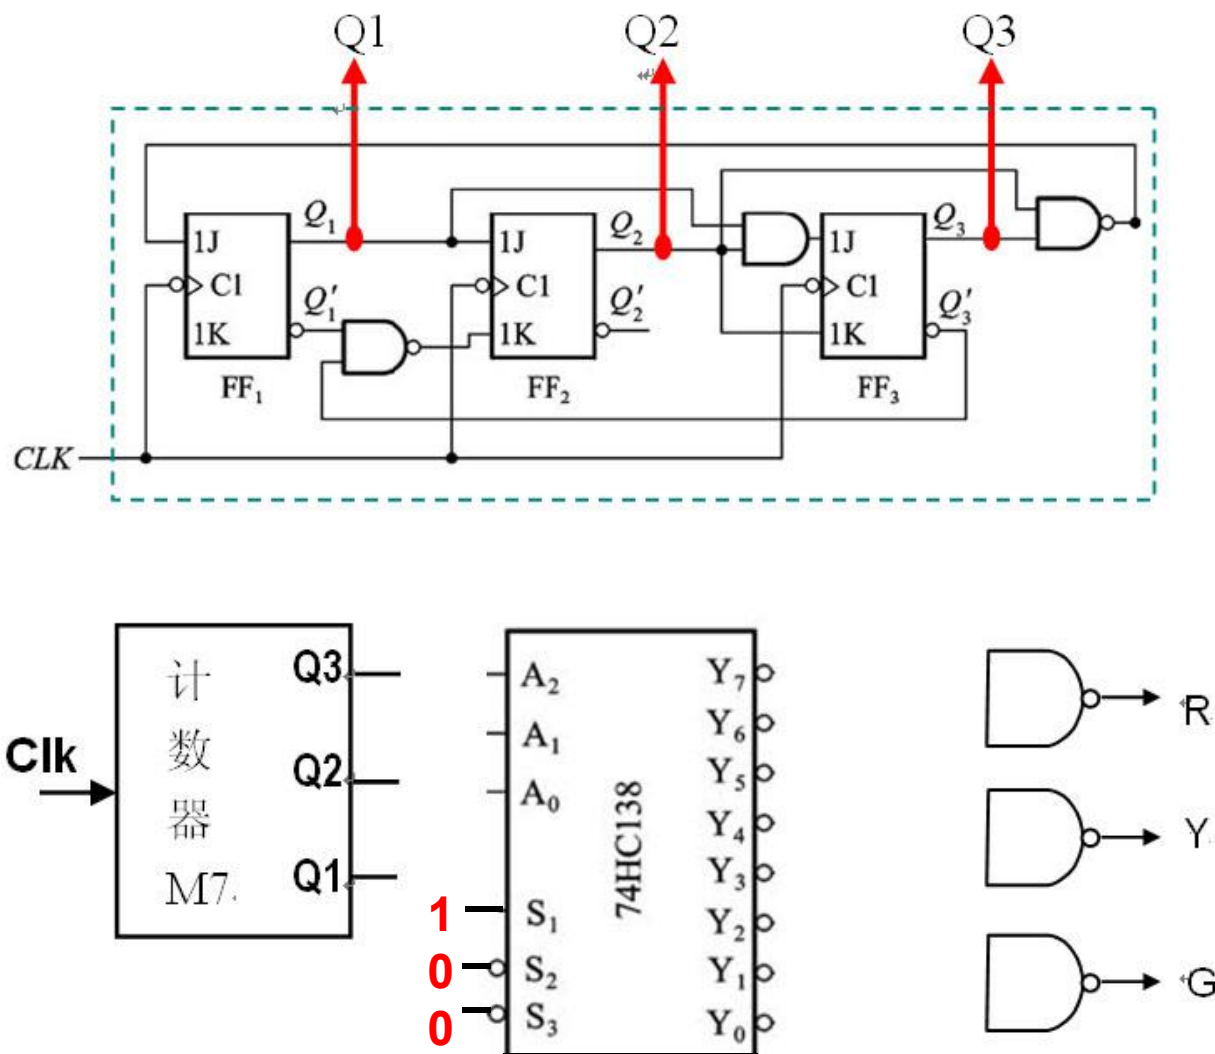 Q1 Q2 Q3
Q₁ Q₂ Q₃
1J 1J 1J
C1 C1 C1
Q′₁ Q′₂ Q′₃
1K 1K 1K
FF₁ FF₂ FF₃
CLK
计数器M7
Clk
Q3
Q2
Q1
A₂
A₁
A₀
1 S₁
0 S₂
0 S₃
74HC138
Y₇
Y₆
Y₅
Y₄
Y₃
Y₂
Y₁
Y₀
R
Y
G